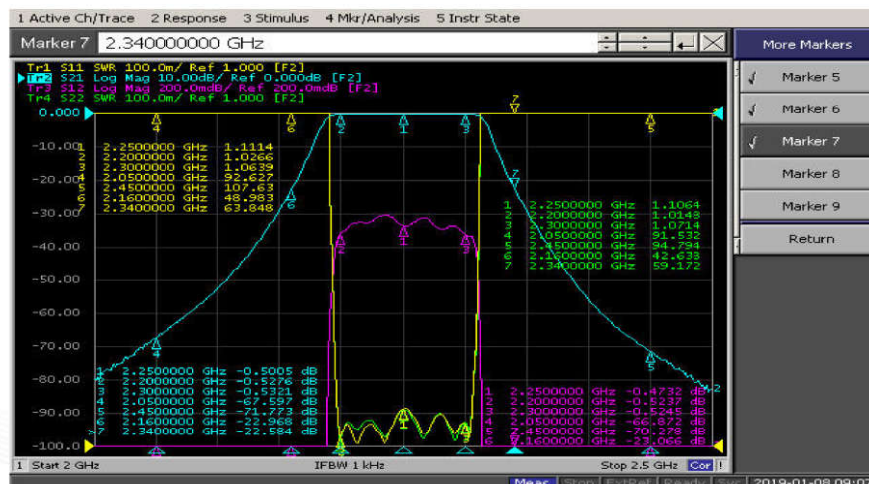 1 Active Ch/Trace 2 Response 3 Stimulus 4 Mkr/Analysis 5 Instr State
Marker 7 2.340000000 GHz
More Markers
Marker 5
Marker 6
Marker 7
Marker 8
Marker 9
Return
Tr1 S11 SWR 100.0m/ Ref 1.000 [F2]
Tr2 S21 Log Mag 10.00dB/ Ref 0.000dB [F2]
Tr3 S12 Log Mag 200.0mdB/ Ref 200.0mdB [F2]
Tr4 S22 SWR 100.0m/ Ref 1.000 [F2]
0.000
-10.00
-20.00
-30.00
-40.00
-50.00
-60.00
-70.00
-80.00
-90.00
-100.0
1 2.2500000 GHz 1.1114
2 2.2000000 GHz 1.0266
3 2.3000000 GHz 1.0639
4 2.0500000 GHz 92.627
5 2.4500000 GHz 107.63
6 2.1600000 GHz 48.983
7 2.3400000 GHz 63.848
1 2.2500000 GHz 1.1064
2 2.2000000 GHz 1.0148
3 2.3000000 GHz 1.0714
4 2.0500000 GHz 91.532
5 2.4500000 GHz 94.794
6 2.1600000 GHz 42.633
7 2.3400000 GHz 59.172
1 2.2500000 GHz -0.5005 dB
2 2.2000000 GHz -0.5276 dB
3 2.3000000 GHz -0.5321 dB
4 2.0500000 GHz -67.597 dB
5 2.4500000 GHz -71.773 dB
6 2.1600000 GHz -22.968 dB
7 2.3400000 GHz -22.584 dB
1 2.2500000 GHz -0.4732 dB
2 2.2000000 GHz -0.5237 dB
3 2.3000000 GHz -0.5245 dB
4 2.0500000 GHz -66.872 dB
5 2.4500000 GHz -70.278 dB
6 2.1600000 GHz -23.066 dB
1 Start 2 GHz IFBW 1 kHz Stop 2.5 GHz Cor !
Meas Stop ExtRef Ready Svc 2019-01-08 09:07